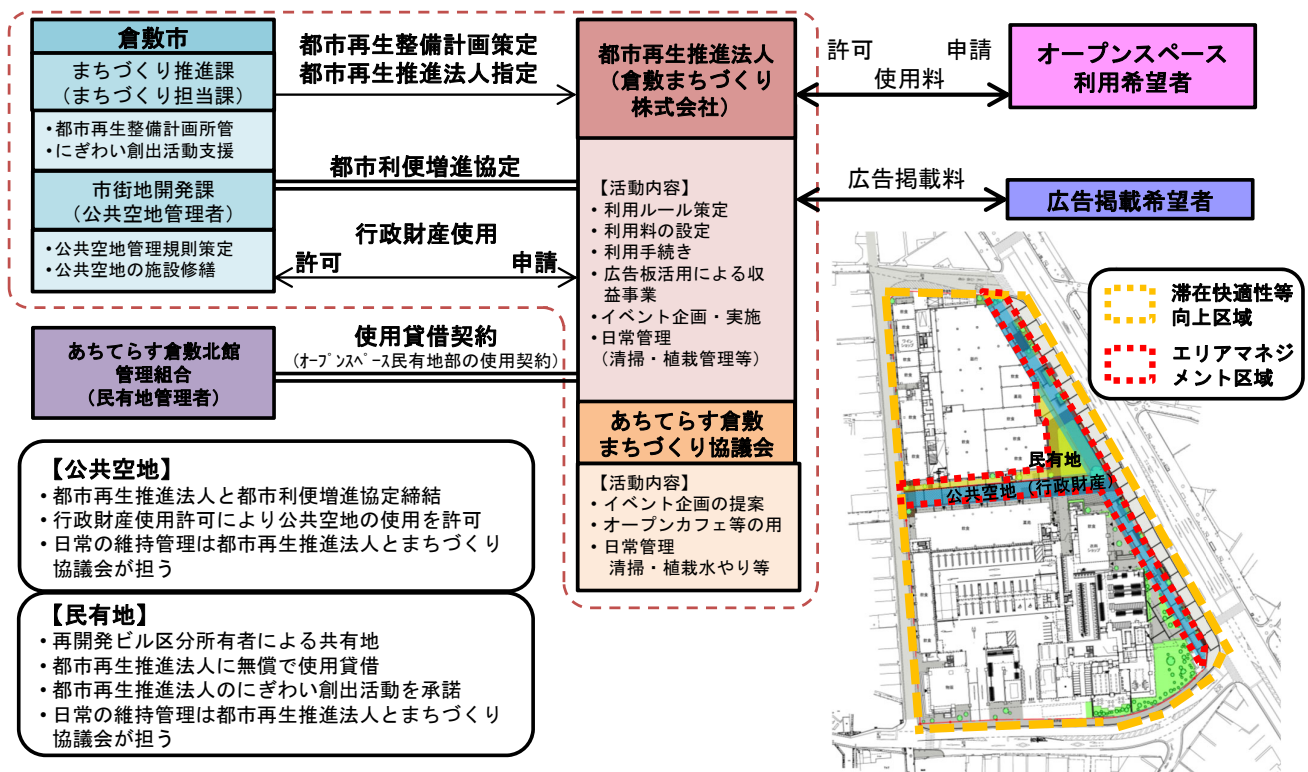 倉敷市
まちづくり推進課
(まちづくり担当課)
・都市再生整備計画所管
・にぎわい創出活動支援
市街地開発課
(公共空地管理者)
・公共空地管理規則策定
・公共空地の施設修繕
都市再生整備計画策定
都市再生推進法人指定
都市利便増進協定
行政財産使用
許可 申請
都市再生推進法人
(倉敷まちづくり
株式会社)
【活動内容】
・利用ルール策定
・利用料の設定
・利用手続き
・広告板活用による収
益事業
・イベント企画・実施
・日常管理
(清掃・植栽管理等)
あちてらす倉敷
まちづくり協議会
【活動内容】
・イベント企画の提案
・オープンカフェ等の用
・日常管理
清掃・植栽水やり等
許可 申請
使用料
オープンスペース
利用希望者
広告掲載料
広告掲載希望者
あちてらす倉敷北館
管理組合
(民有地管理者)
使用貸借契約
(オープンスペース民有地部の使用契約)
【公共空地】
・都市再生推進法人と都市利便増進協定締結
・行政財産使用許可により公共空地の使用を許可
・日常の維持管理は都市再生推進法人とまちづくり
協議会が担う
【民有地】
・再開発ビル区分所有者による共有地
・都市再生推進法人に無償で使用貸借
・都市再生推進法人のにぎわい創出活動を承諾
・日常の維持管理は都市再生推進法人とまちづくり
協議会が担う
滞在快適性等
向上区域
エリアマネジ
メント区域
民有地
公共空地(行政財産)